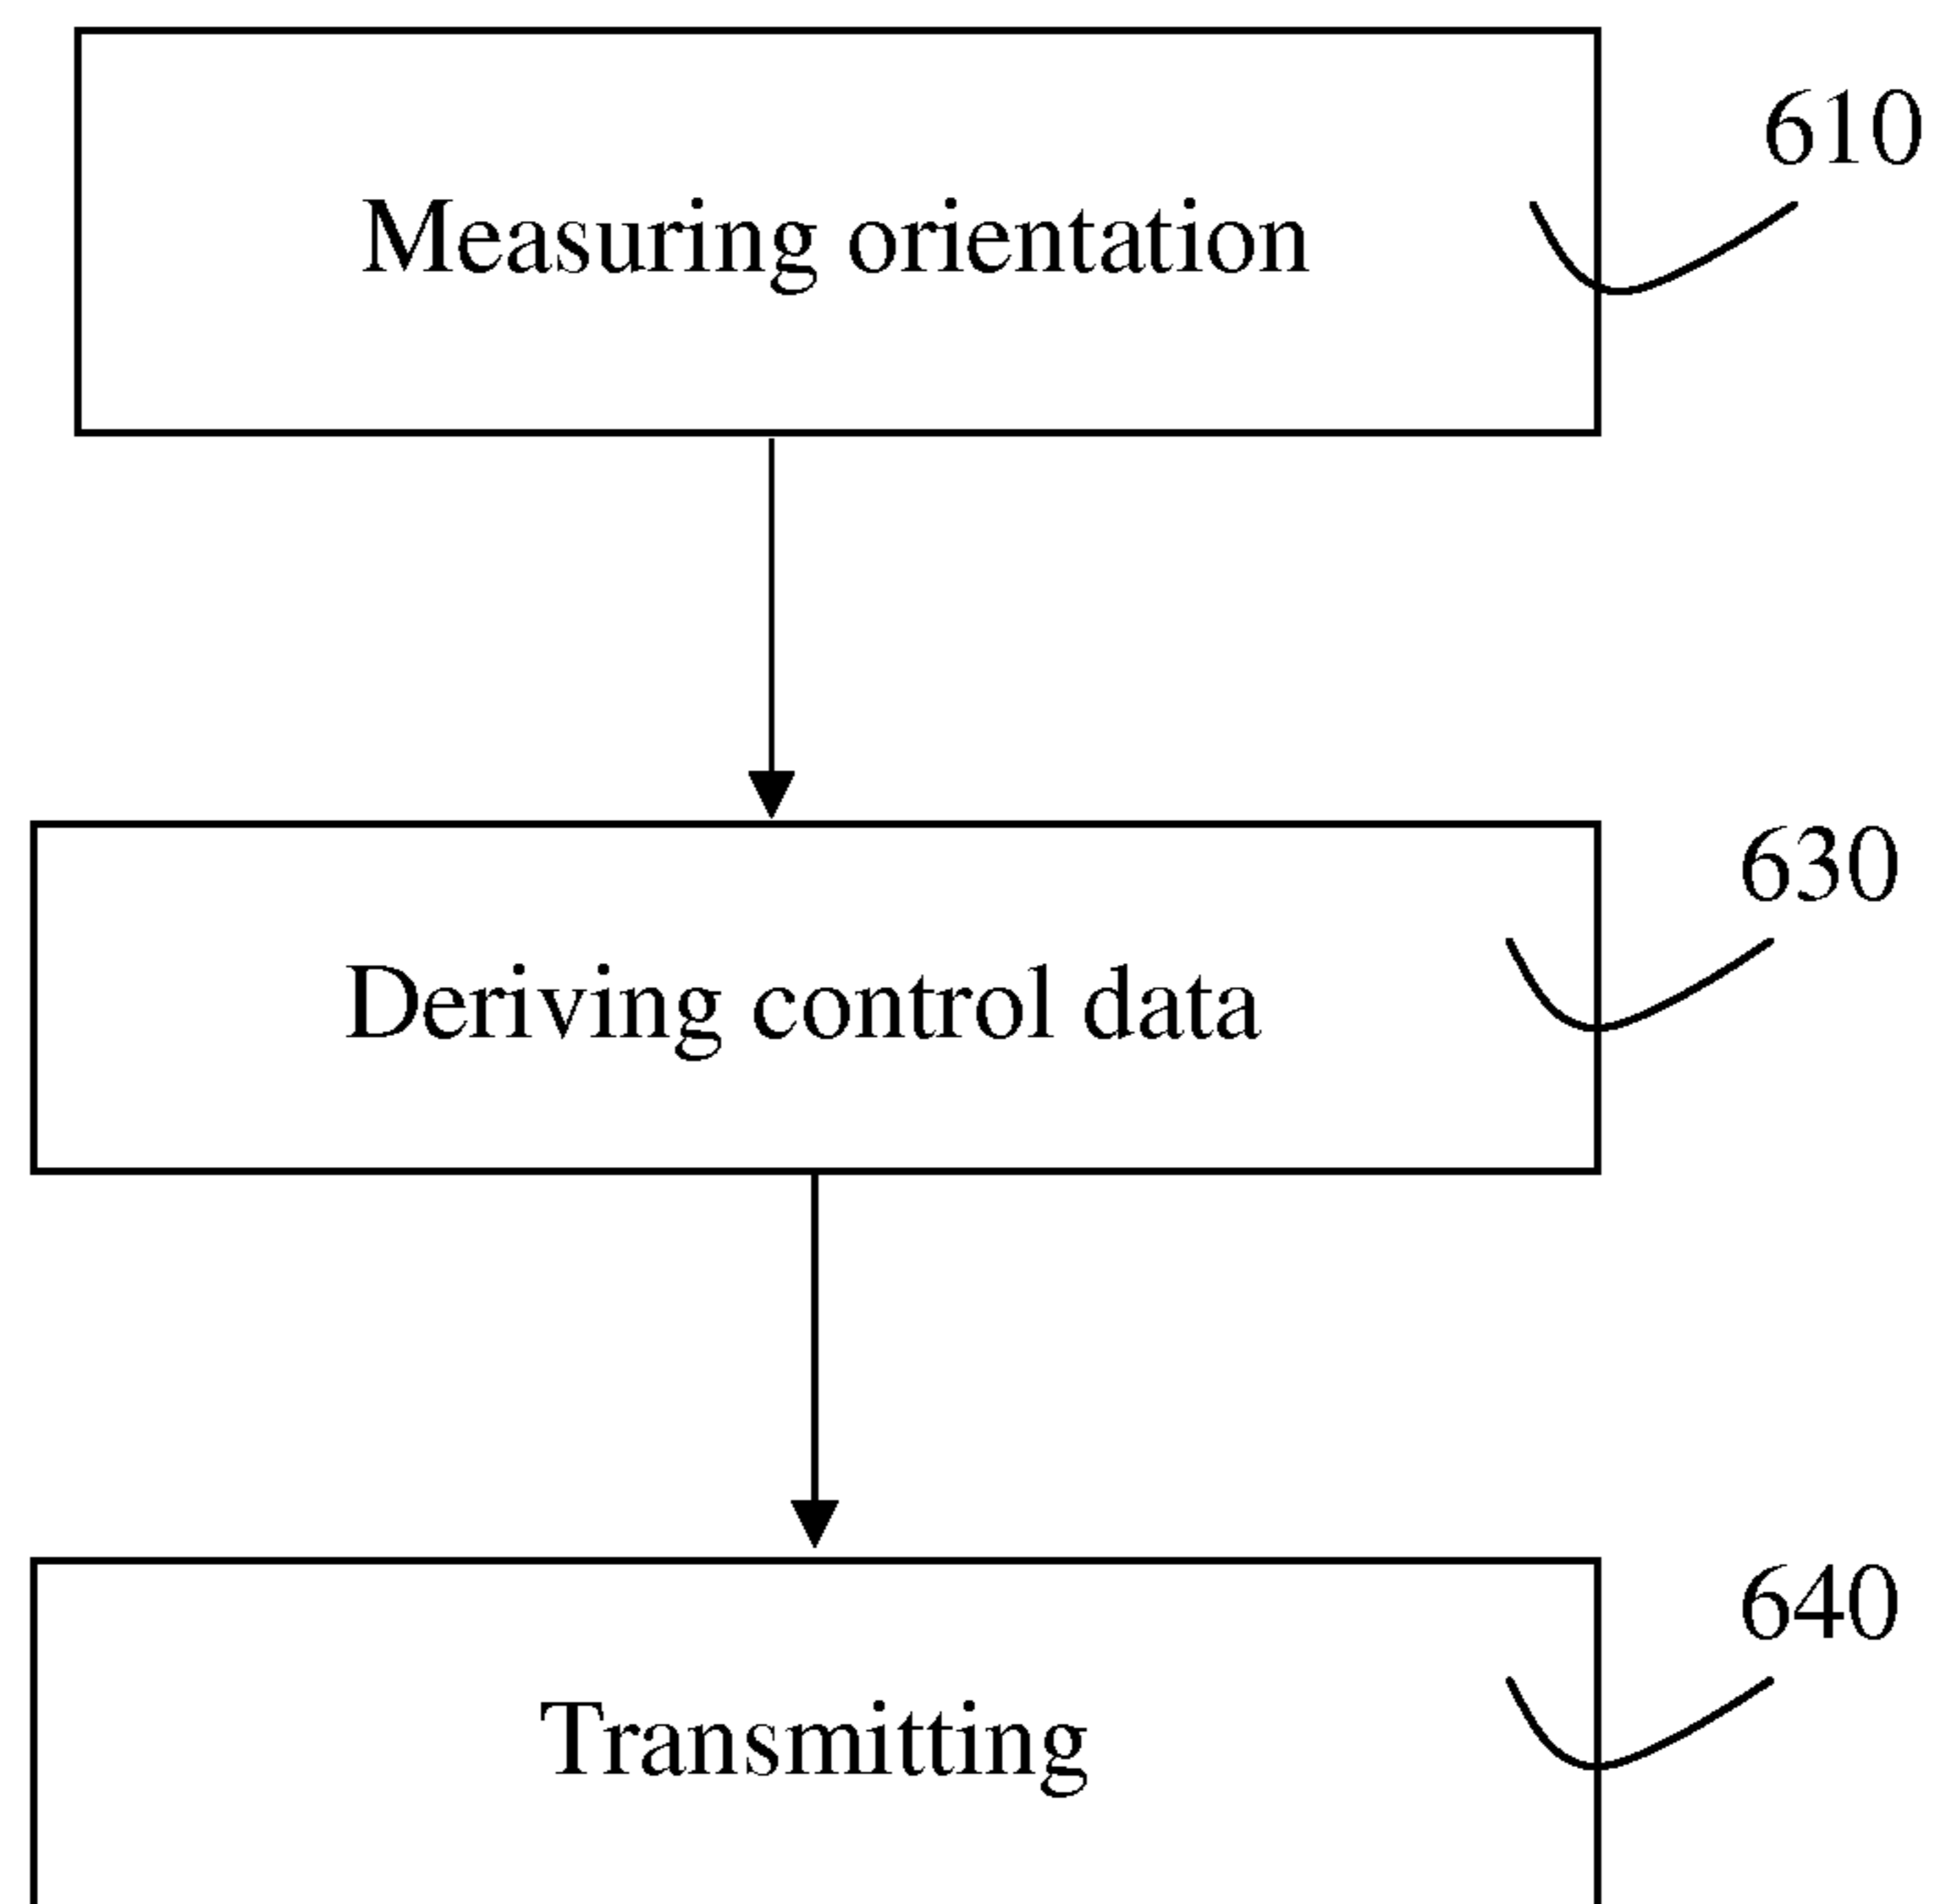 610
Measuring orientation
630
Deriving control data
640
Transmitting